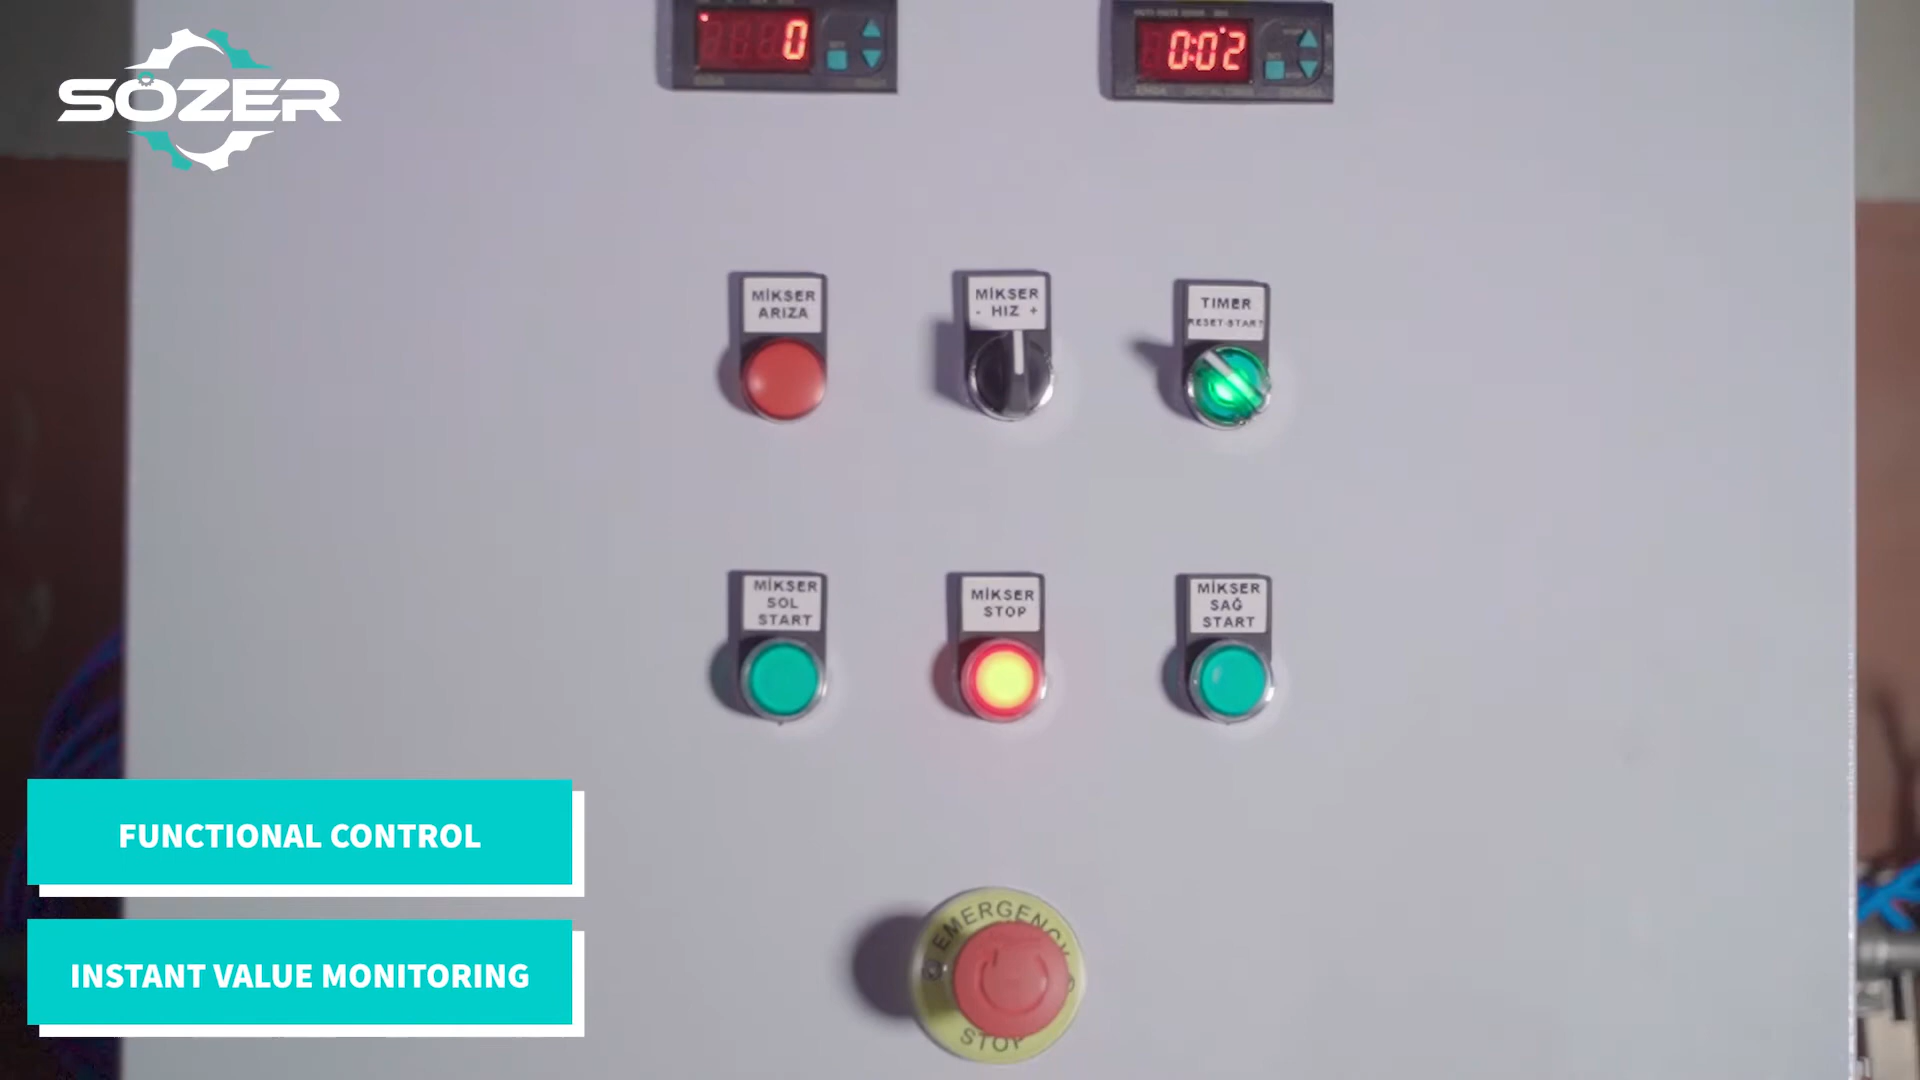 SÖZER
0
0:02
MİKSER
ARIZA
MİKSER
- HIZ +
TIMER
RESET-START
MİKSER
SOL
START
MİKSER
STOP
MİKSER
SAĞ
START
FUNCTIONAL CONTROL
INSTANT VALUE MONITORING
EMERGENCY
STOP